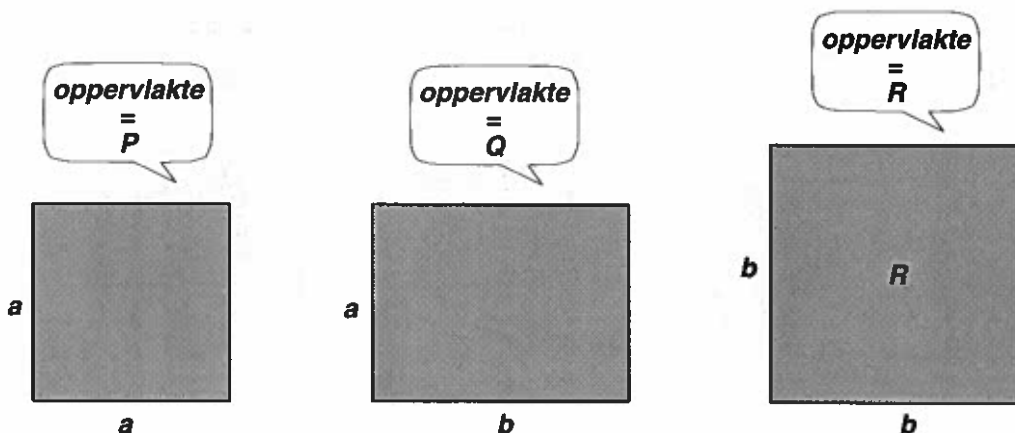 oppervlakte
=
P
a
a
oppervlakte
=
Q
a
b
oppervlakte
=
R
b
R
b